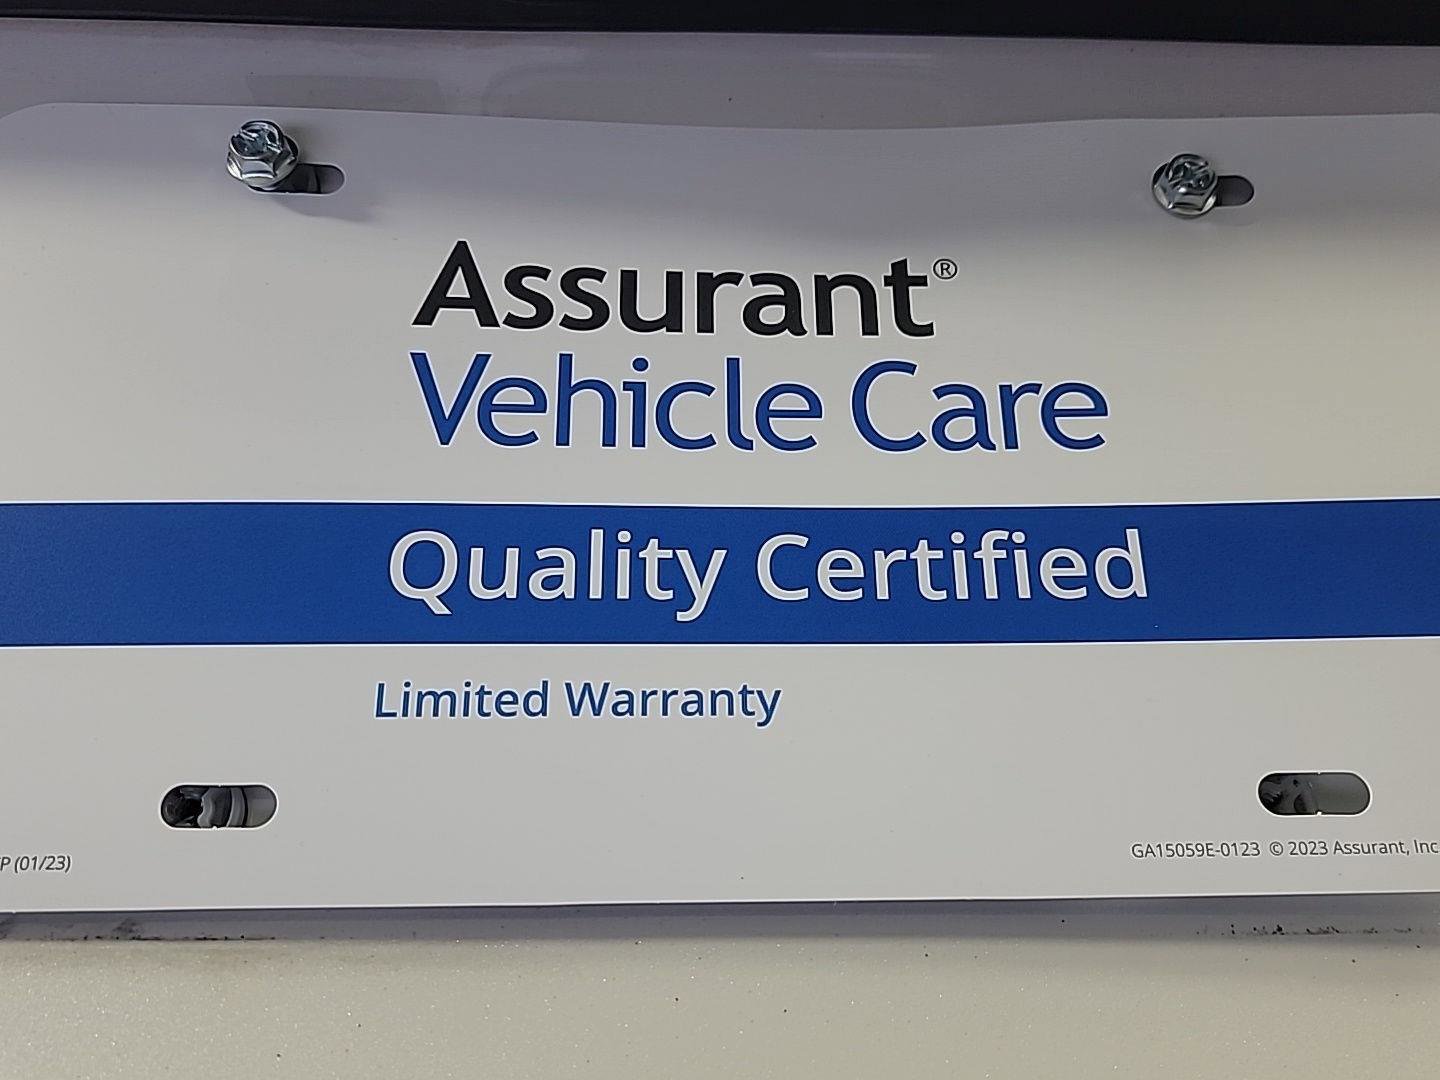 Assurant®
Vehicle Care
Quality Certified
Limited Warranty
P (01/23)
GA15059E-0123 © 2023 Assurant, Inc